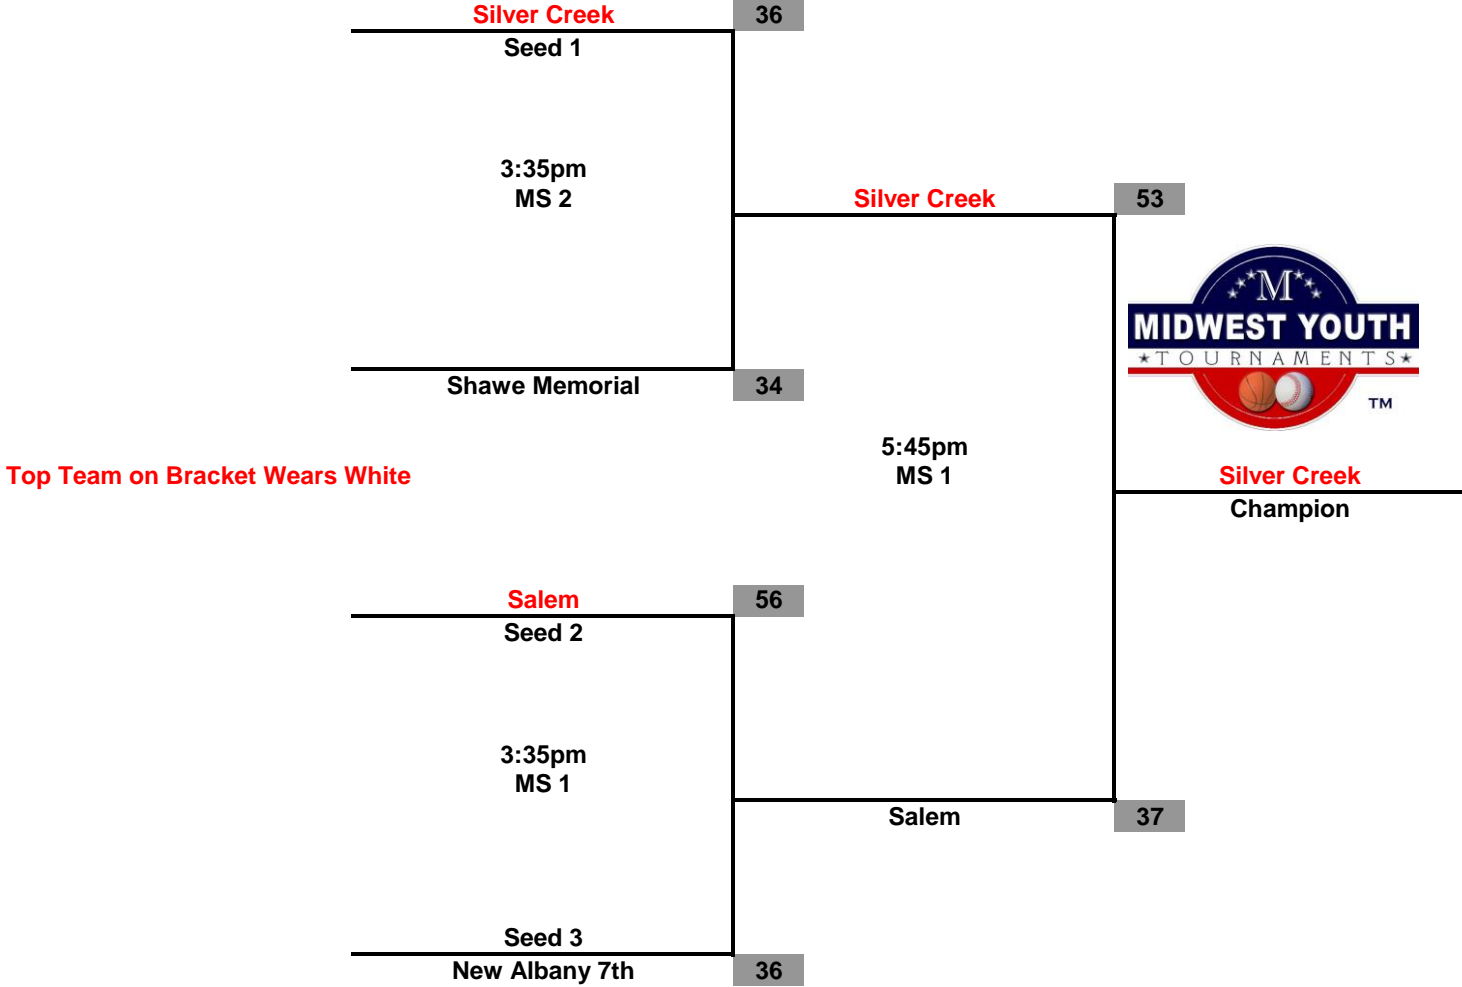 Silver Creek 36
Seed 1
3:35pm
MS 2
Silver Creek 53
M
MIDWEST YOUTH
TOURNAMENTS
TM
Shawe Memorial 34
5:45pm
Top Team on Bracket Wears White MS 1 Silver Creek
Champion
Salem 56
Seed 2
3:35pm
MS 1
Salem 37
Seed 3
New Albany 7th 36